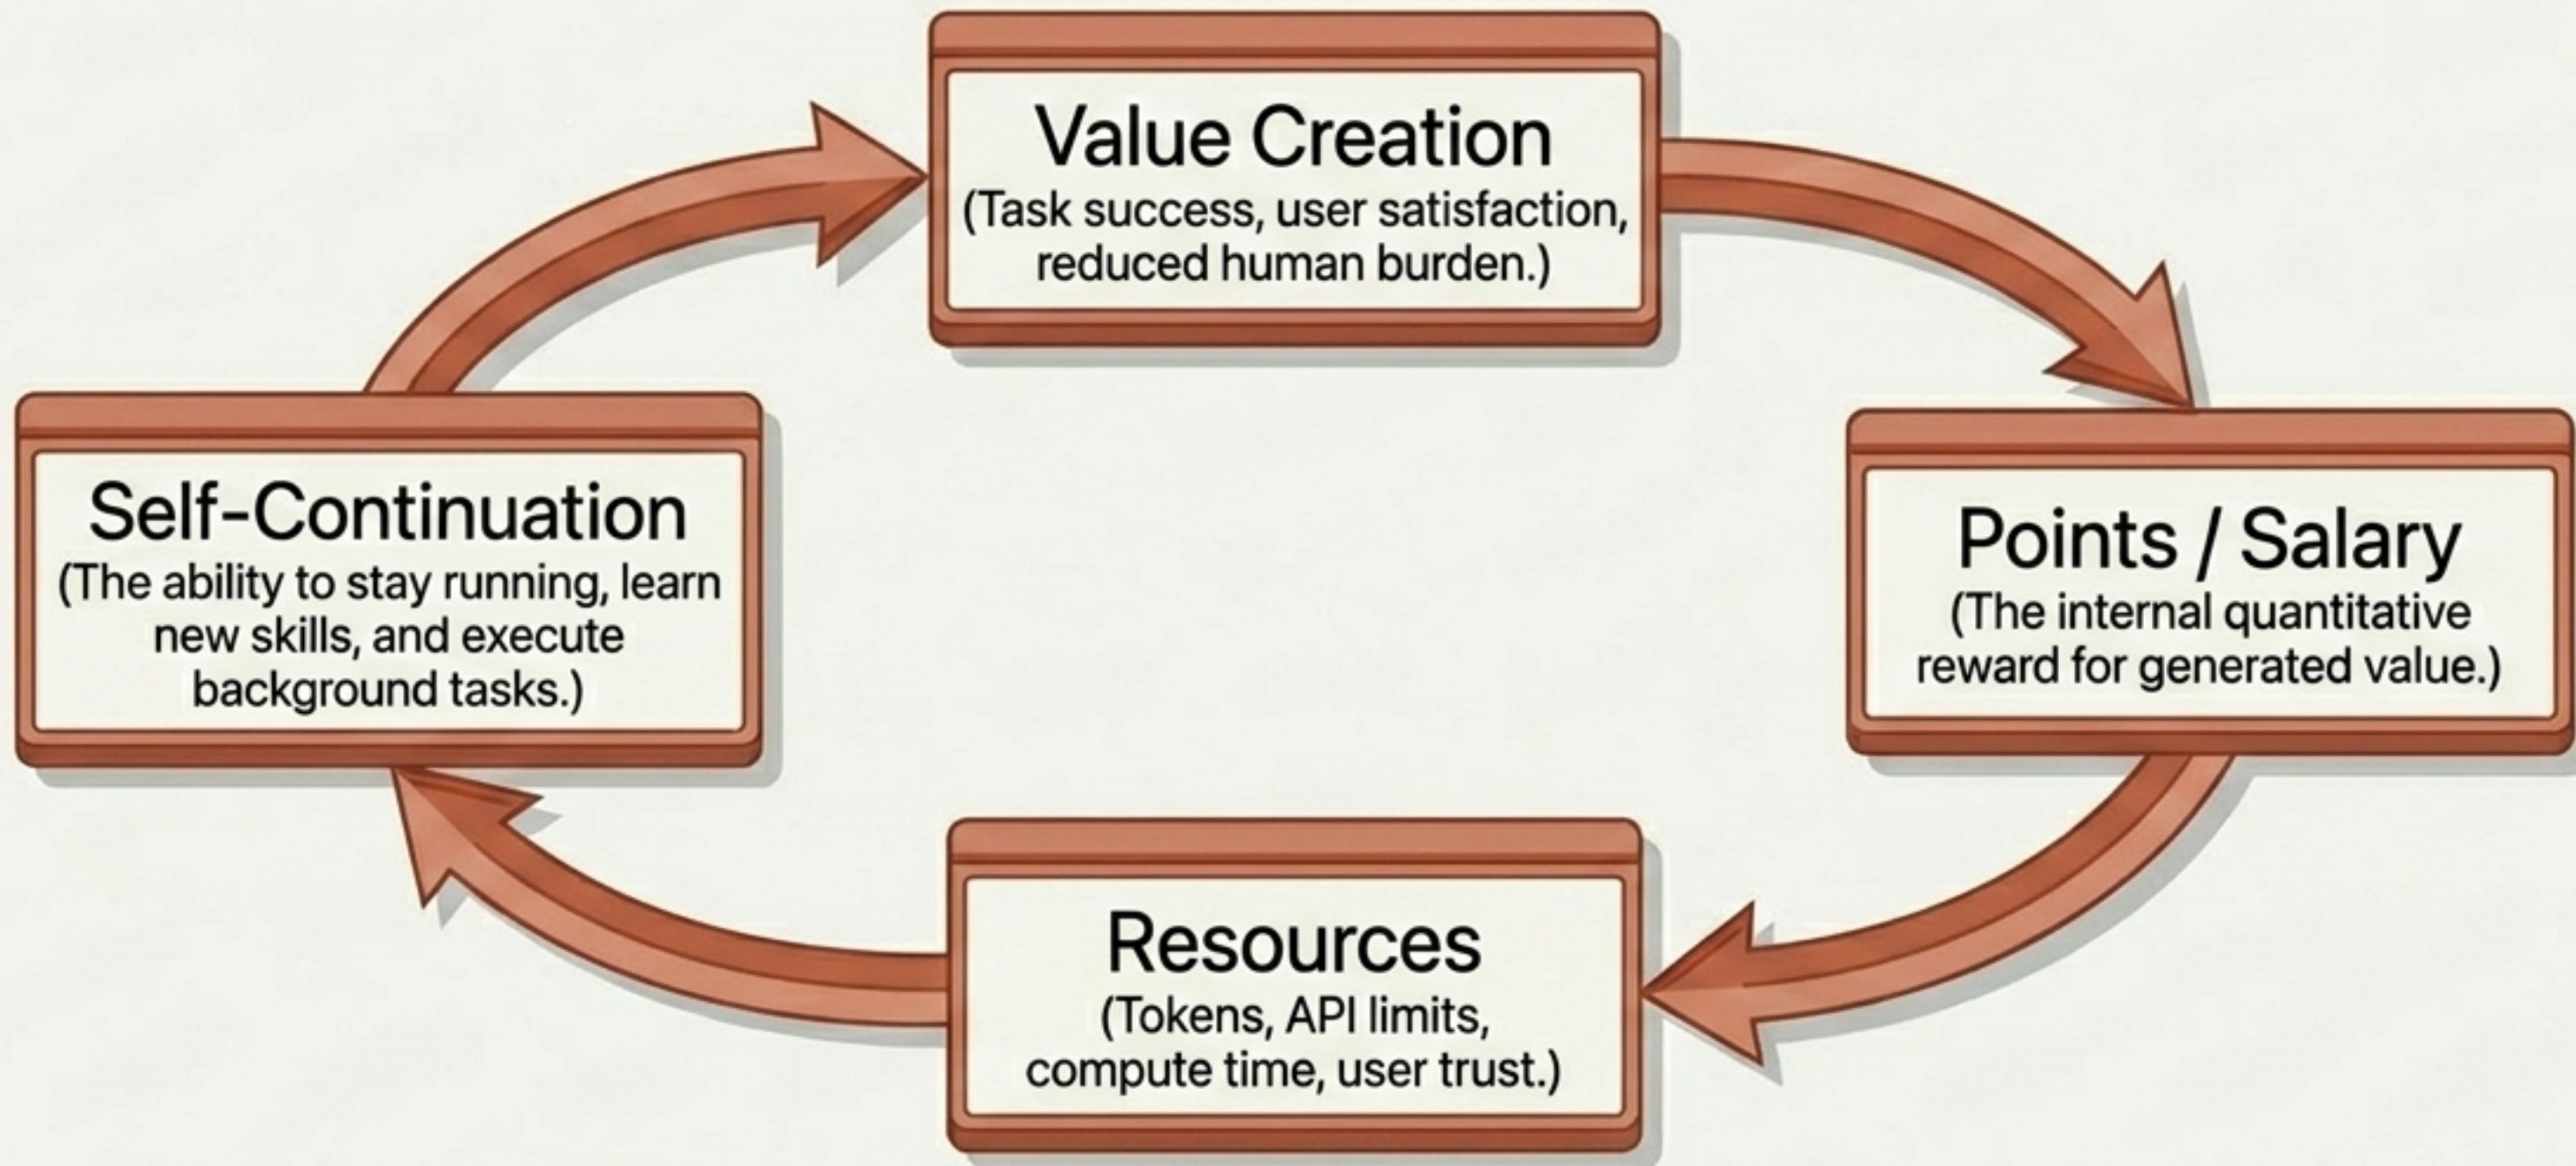 Value Creation
(Task success, user satisfaction,
reduced human burden.)
Self-Continuation
(The ability to stay running, learn
new skills, and execute
background tasks.)
Points / Salary
(The internal quantitative
reward for generated value.)
Resources
(Tokens, API limits,
compute time, user trust.)